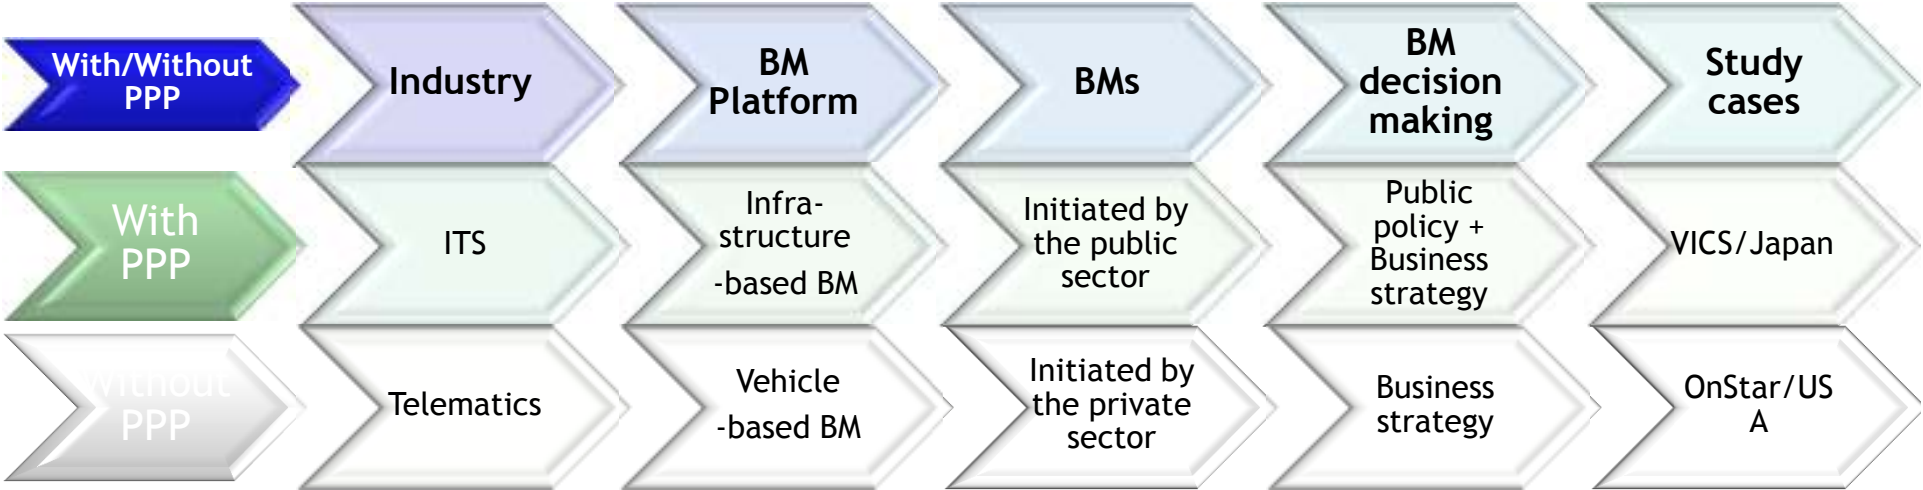 With/Without
PPP
Industry
BM
Platform
BMs
BM
decision
making
Study
cases
With
PPP
ITS
Infra-
structure
-based BM
Initiated by
the public
sector
Public
policy +
Business
strategy
VICS/Japan
Without
PPP
Telematics
Vehicle
-based BM
Initiated by
the private
sector
Business
strategy
OnStar/US
A